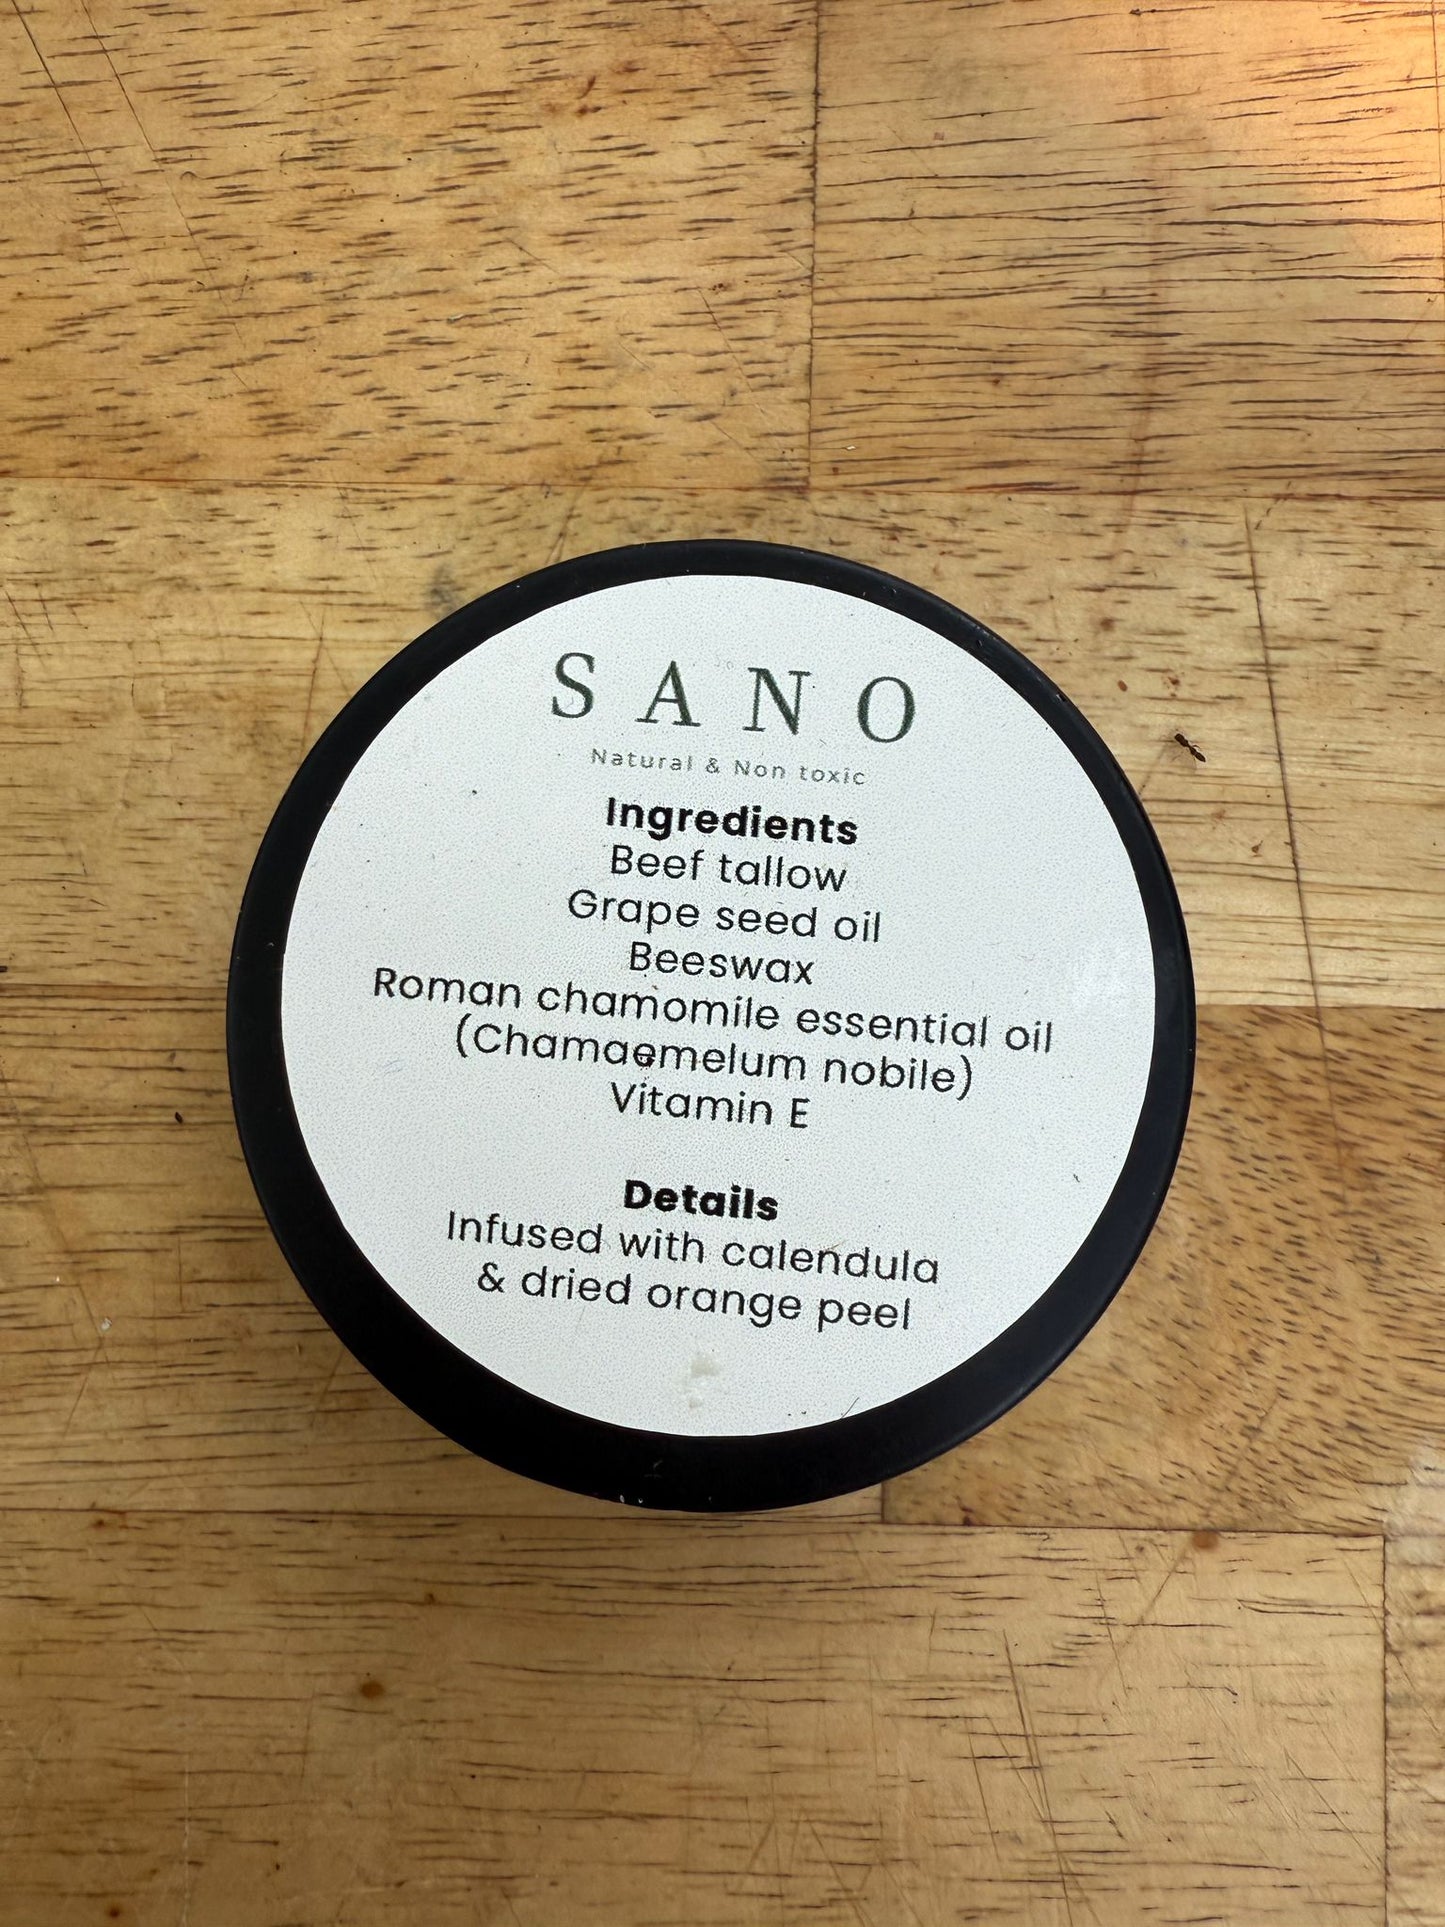 SANO
Natural & Non toxic
Ingredients
Beef tallow
Grape seed oil
Beeswax
Roman chamomile essential oil
(Chamaemelum nobile)
Vitamin E
Details
Infused with calendula
& dried orange peel